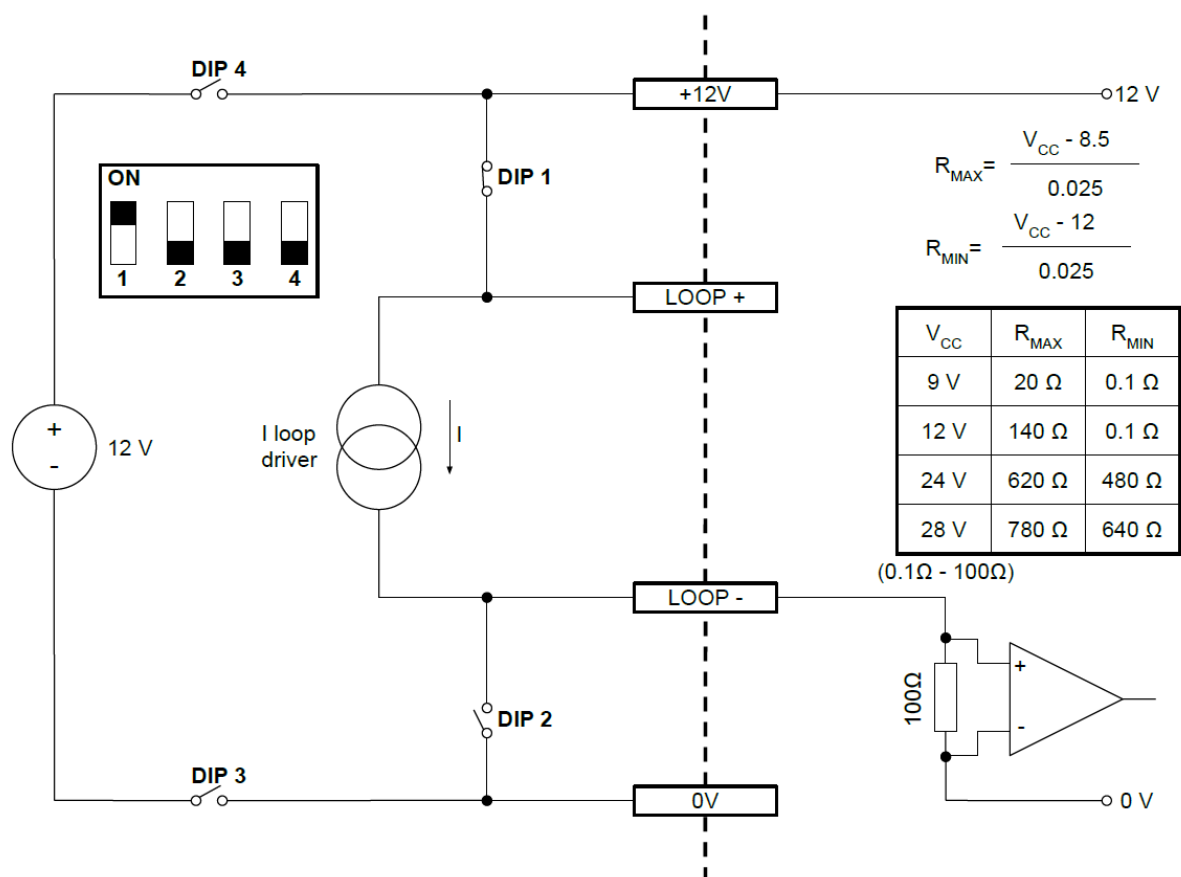 DIP 4
+12V
12 V
ON
1 2 3 4
DIP 1
R_MAX= V_CC - 8.5
0.025
R_MIN= V_CC - 12
0.025
LOOP +
V_CC R_MAX R_MIN
9 V 20 Ω 0.1 Ω
12 V 140 Ω 0.1 Ω
24 V 620 Ω 480 Ω
28 V 780 Ω 640 Ω
(0.1Ω - 100Ω)
+
-
12 V
I loop
driver
I
LOOP -
100Ω
+
-
DIP 2
DIP 3
0V
0 V